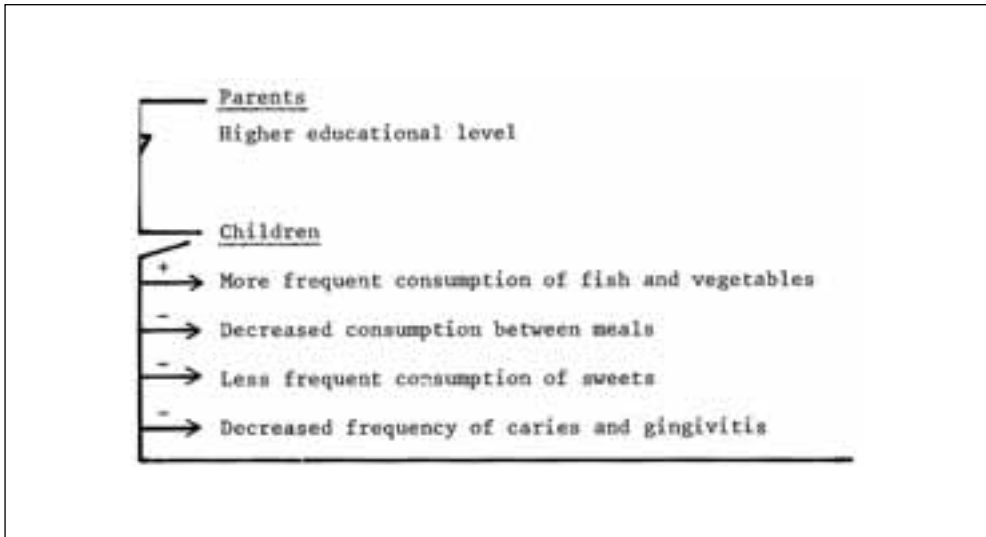 Parents
Higher educational level
Children
+
More frequent consumption of fish and vegetables
-
Decreased consumption between meals
-
Less frequent consumption of sweets
-
Decreased frequency of caries and gingivitis